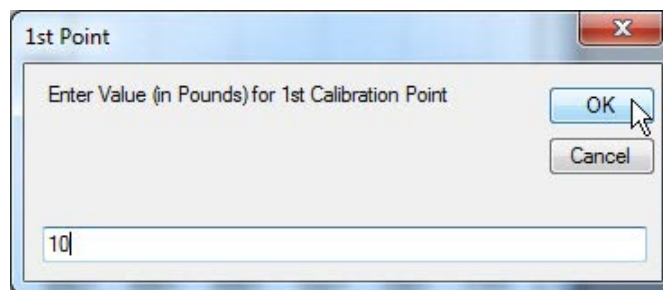 1st Point
Enter Value (in Pounds) for 1st Calibration Point
OK
Cancel
10